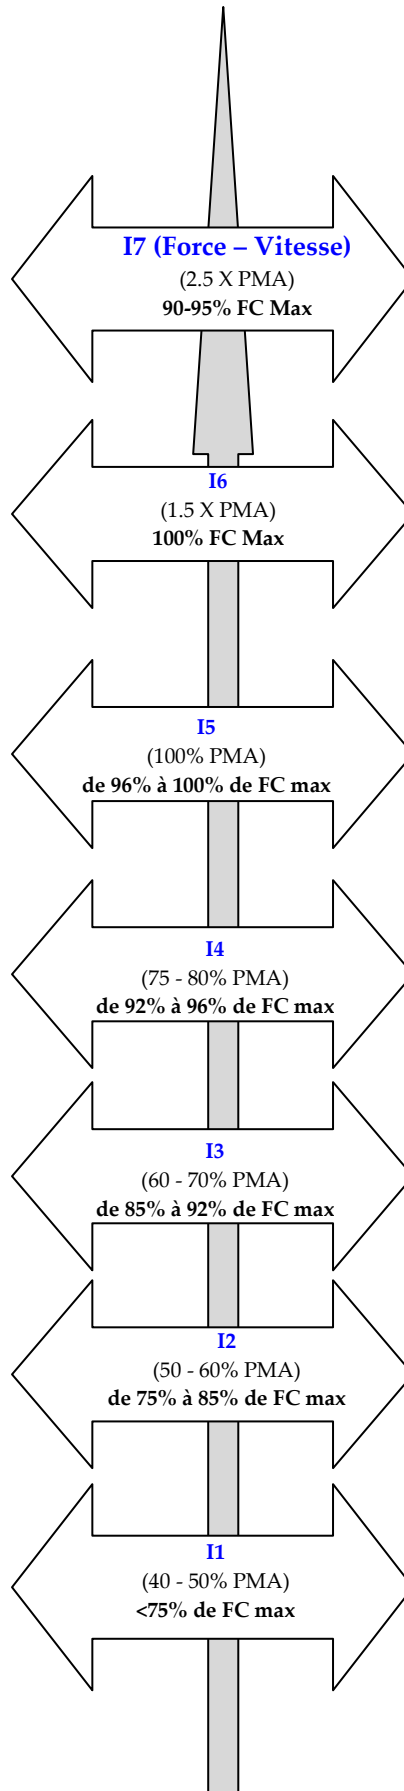 I7 (Force – Vitesse)
(2.5 X PMA)
90-95% FC Max
I6
(1.5 X PMA)
100% FC Max
I5
(100% PMA)
de 96% à 100% de FC max
I4
(75 - 80% PMA)
de 92% à 96% de FC max
I3
(60 - 70% PMA)
de 85% à 92% de FC max
I2
(50 - 60% PMA)
de 75% à 85% de FC max
I1
(40 - 50% PMA)
<75% de FC max